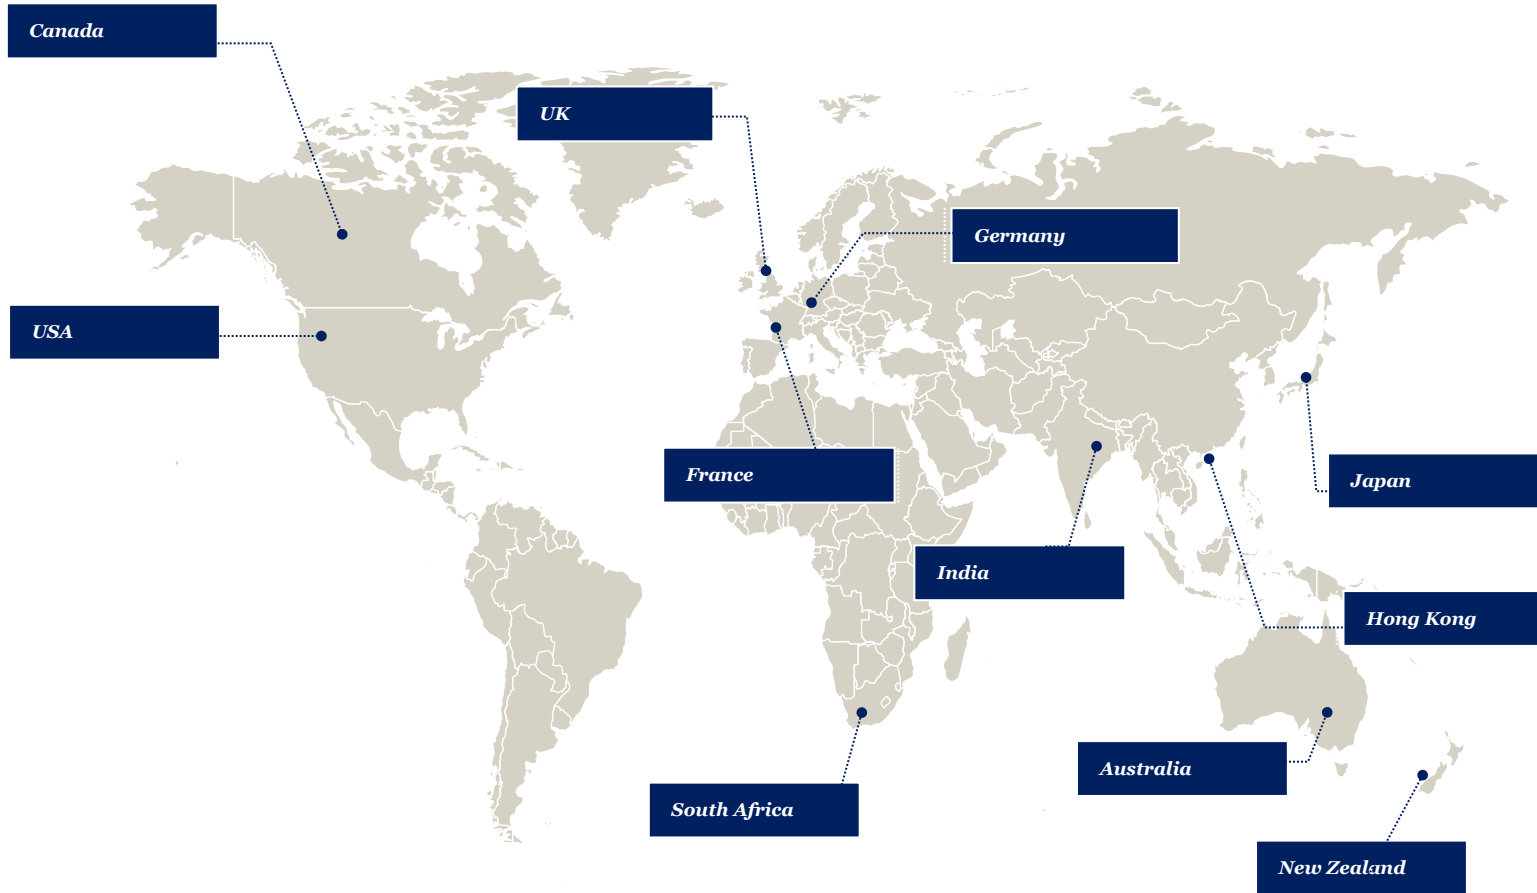 Canada
UK
Germany
USA
France
Japan
India
Hong Kong
Australia
South Africa
New Zealand